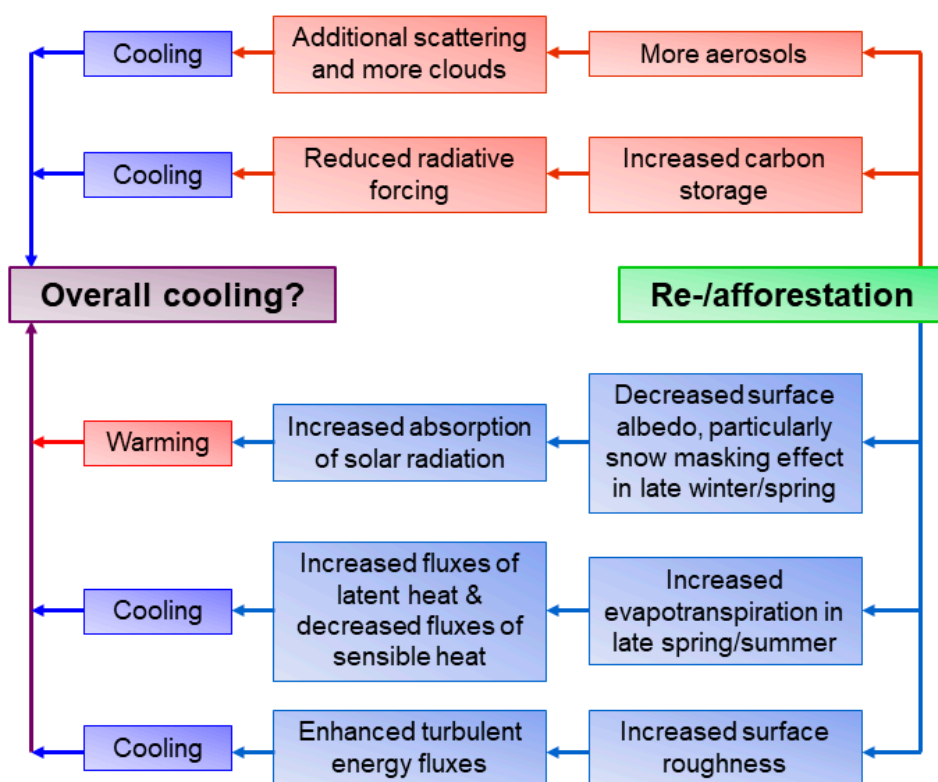 Cooling
Additional scattering
and more clouds
More aerosols
Cooling
Reduced radiative
forcing
Increased carbon
storage
Overall cooling?
Re-/afforestation
Warming
Increased absorption
of solar radiation
Decreased surface
albedo, particularly
snow masking effect
in late winter/spring
Cooling
Increased fluxes of
latent heat &
decreased fluxes of
sensible heat
Increased
evapotranspiration in
late spring/summer
Cooling
Enhanced turbulent
energy fluxes
Increased surface
roughness